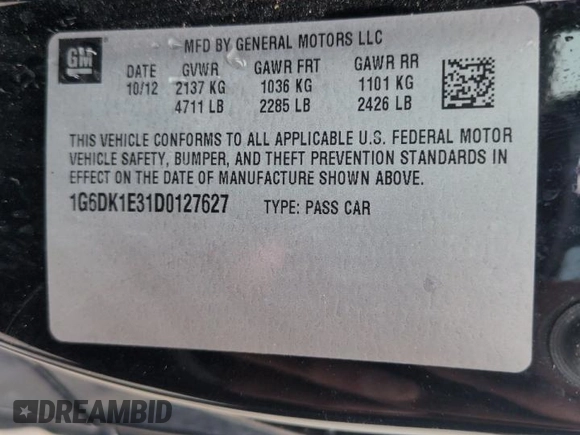 GM
MFD BY GENERAL MOTORS LLC
DATE GVWR GAWR FRT GAWR RR
10/12 2137 KG 1036 KG 1101 KG
4711 LB 2285 LB 2426 LB
THIS VEHICLE CONFORMS TO ALL APPLICABLE U.S. FEDERAL MOTOR
VEHICLE SAFETY, BUMPER, AND THEFT PREVENTION STANDARDS IN
EFFECT ON THE DATE OF MANUFACTURE SHOWN ABOVE.
1G6DK1E31D0127627 TYPE: PASS CAR
DREAMBID